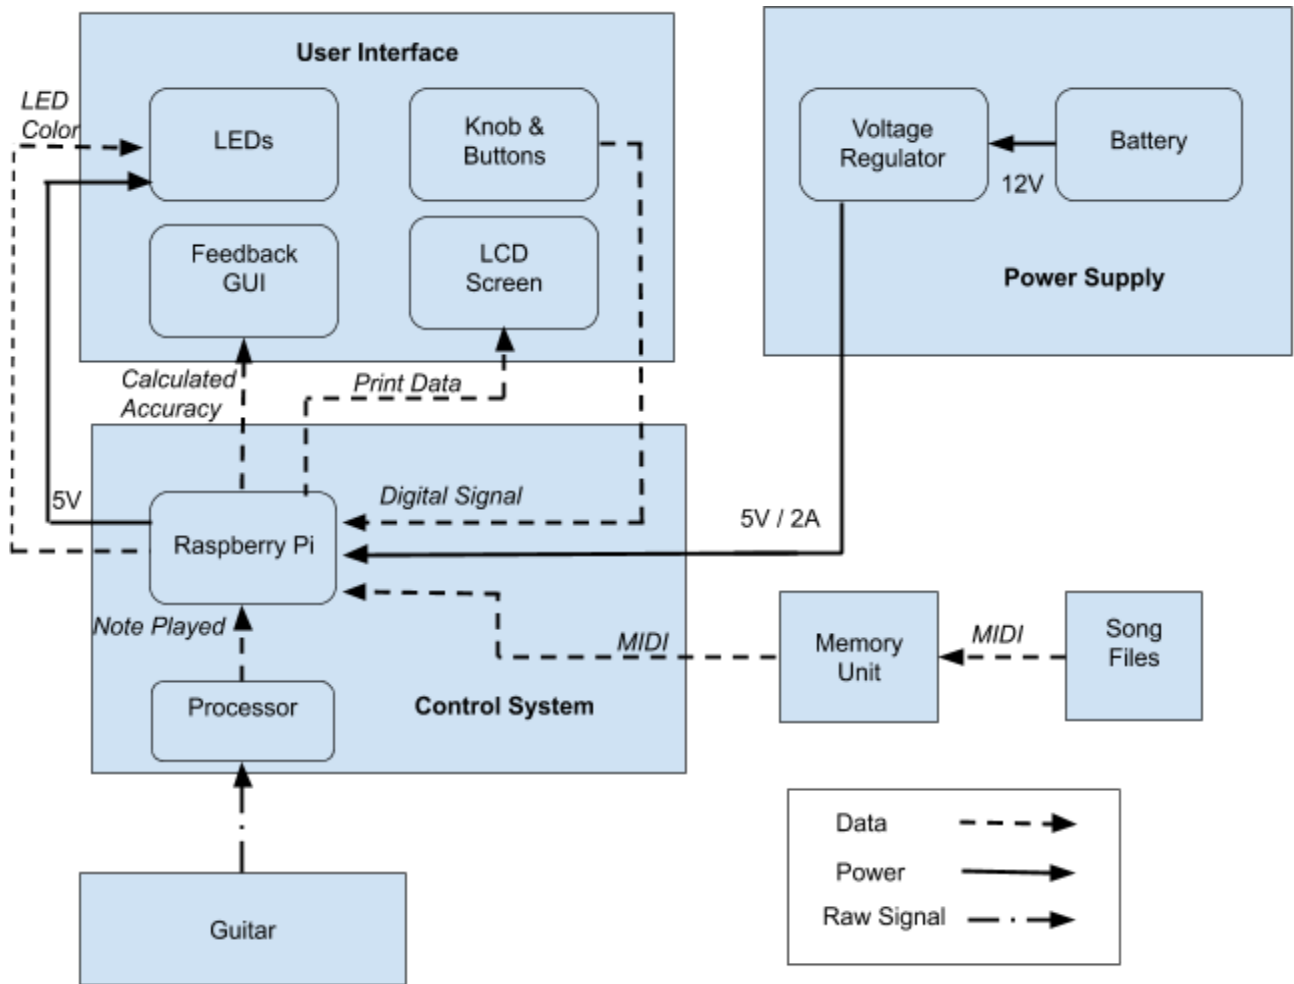 User Interface
LED
Color
LEDs
Knob &
Buttons
Feedback
GUI
LCD
Screen
Voltage
Regulator
Battery
12V
Power Supply
Calculated
Accuracy
Print Data
5V
Digital Signal
5V / 2A
Raspberry Pi
Note Played
MIDI
Memory
Unit
MIDI
Song
Files
Processor
Control System
Guitar
Data
Power
Raw Signal